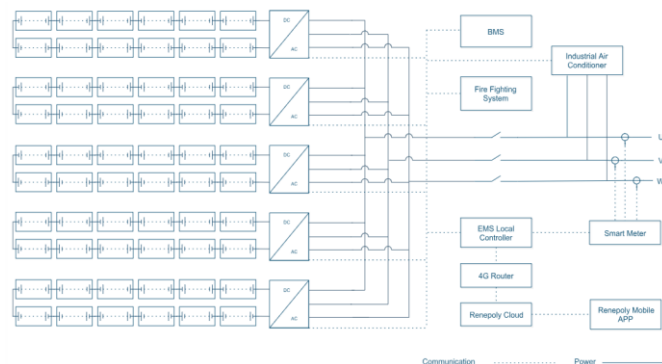 DC
AC
BMS
Industrial Air
Conditioner
DC
AC
Fire Fighting
System
U
DC
AC
V
W
DC
AC
EMS Local
Controller
Smart Meter
4G Router
DC
AC
Renepoly Cloud
Renepoly Mobile
APP
Communication
Power